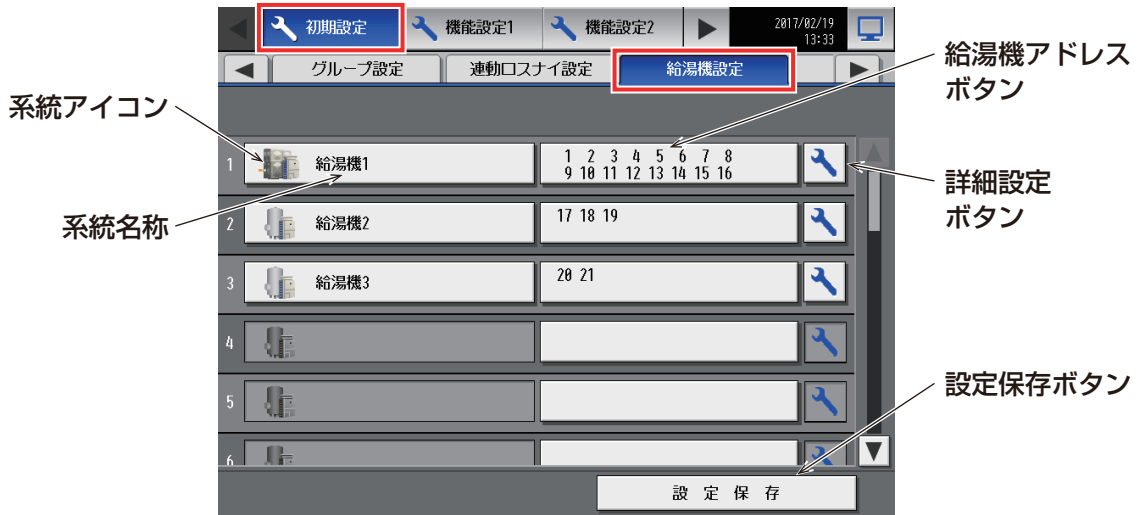 初期設定
機能設定1
機能設定2
2017/02/19
13:33
グループ設定
連動ロスナイ設定
給湯機設定
給湯機アドレス
ボタン
系統アイコン
1
給湯機1
1 2 3 4 5 6 7 8
9 10 11 12 13 14 15 16
詳細設定
ボタン
系統名称
2
給湯機2
17 18 19
3
給湯機3
20 21
4
5
設定保存ボタン
6
設 定 保 存